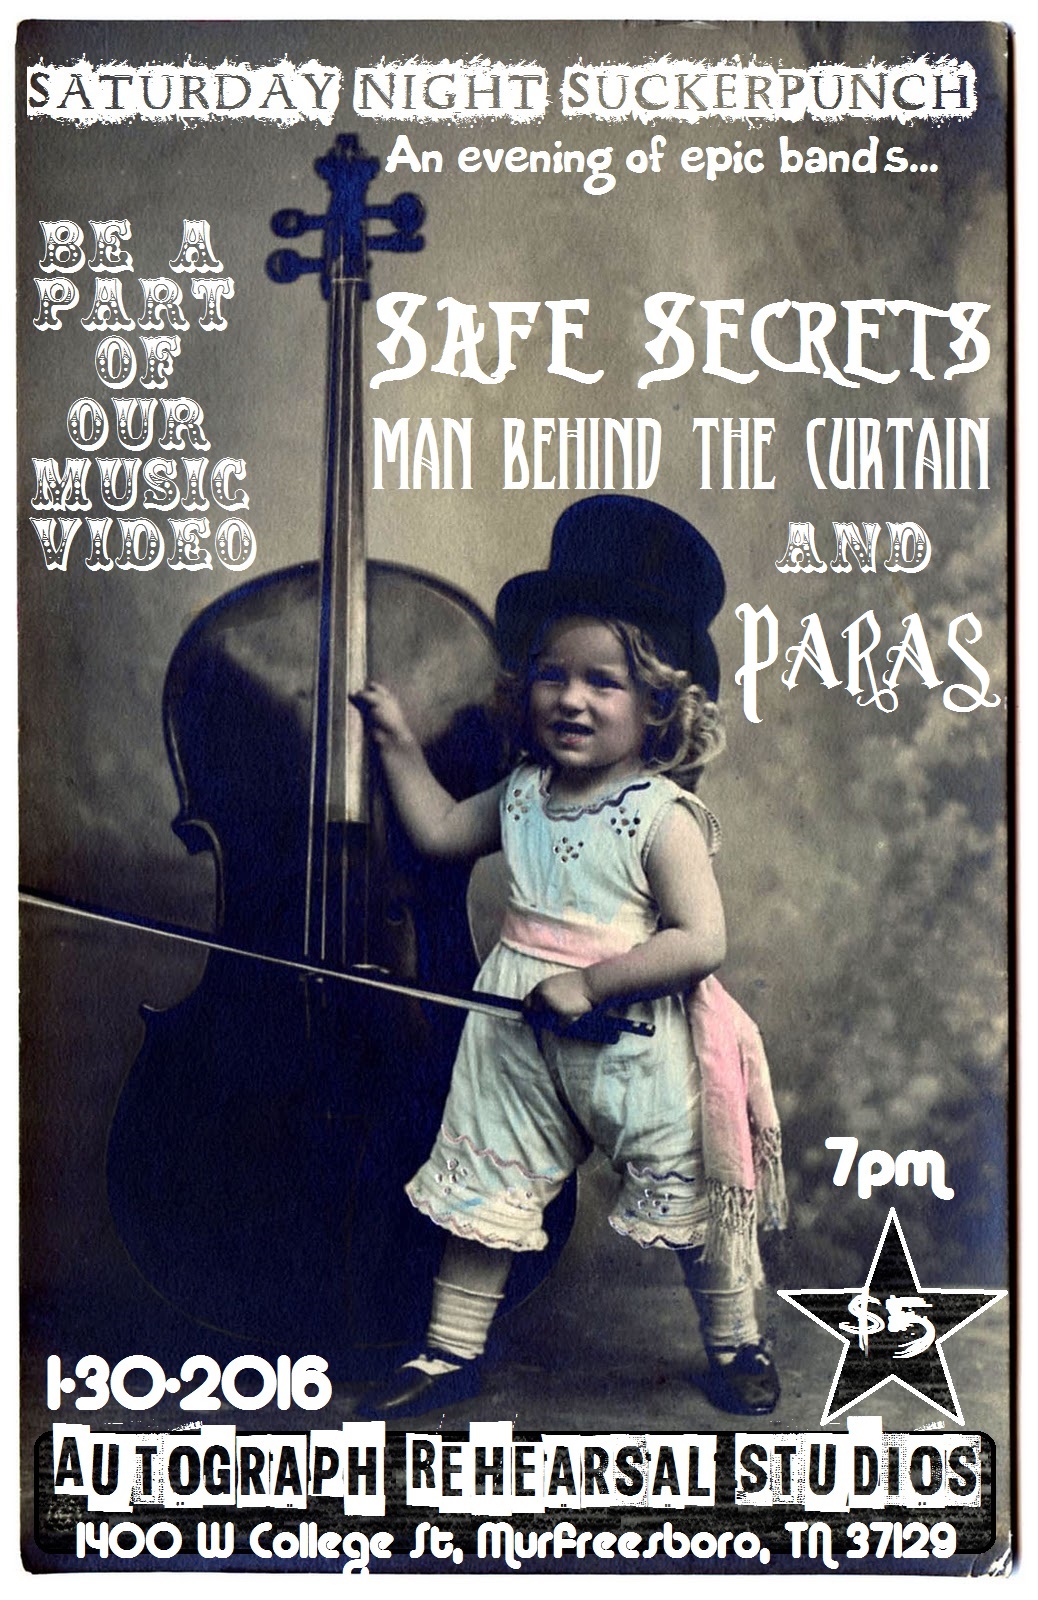 SATURDAY NIGHT SUCKERPUNCH
An evening of epic bands...
BE A
PART
OF
OUR
MUSIC
VIDEO
SAFE SECRETS
MAN BEHIND THE CURTAIN
AND
PARAS
7pm
$5
1•30•2016
AUTOGRAPH REHEARSAL STUDIOS
1400 W College St, Murfreesboro, TN 37129